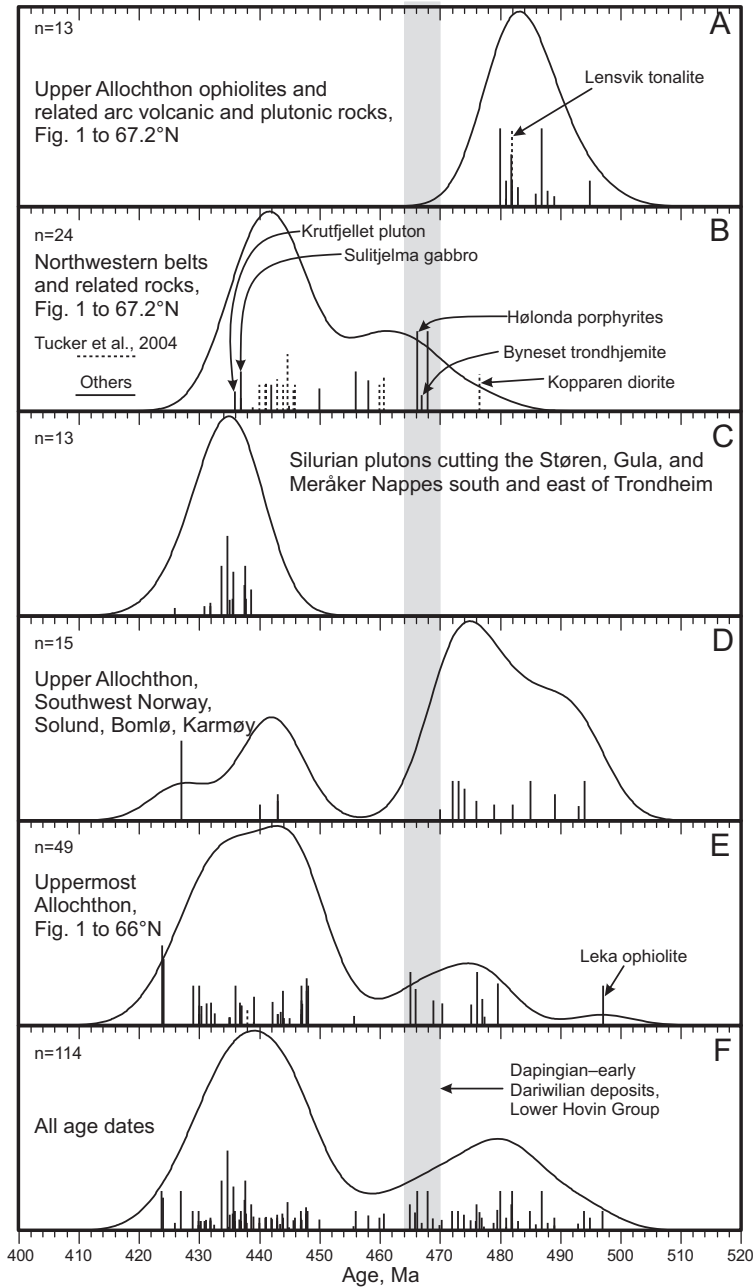 A
n=13
Upper Allochthon ophiolites and
related arc volcanic and plutonic rocks,
Fig. 1 to 67.2°N
Lensvik tonalite
B
n=24
Northwestern belts
and related rocks,
Fig. 1 to 67.2°N
Tucker et al., 2004
Others
Krutfjellet pluton
Sulitjelma gabbro
Hølonda porphyrites
Byneset trondhjemite
Kopparen diorite
C
n=13
Silurian plutons cutting the Støren, Gula, and
Meråker Nappes south and east of Trondheim
D
n=15
Upper Allochthon,
Southwest Norway,
Solund, Bomlø, Karmøy
E
n=49
Uppermost
Allochthon,
Fig. 1 to 66°N
Leka ophiolite
F
n=114
All age dates
Dapingian–early
Dariwilian deposits,
Lower Hovin Group
400 410 420 430 440 450 460 470 480 490 500 510 520
Age, Ma